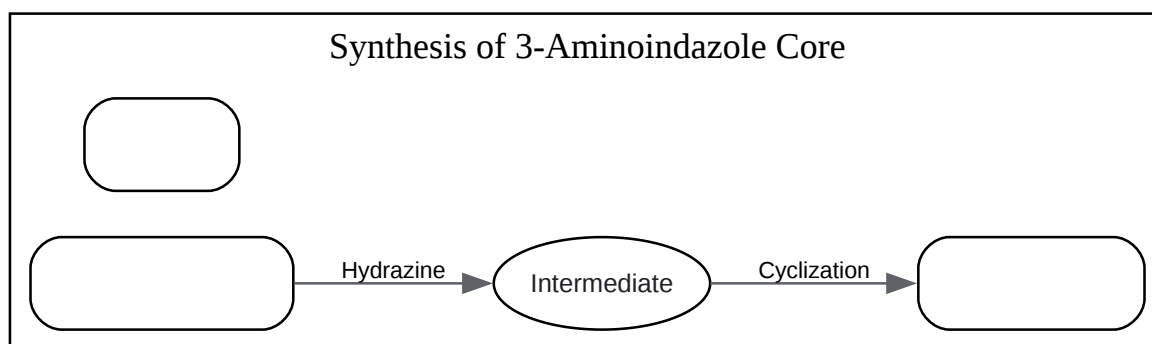 Synthesis of 3-Aminoindazole Core
Hydrazine
Intermediate
Cyclization